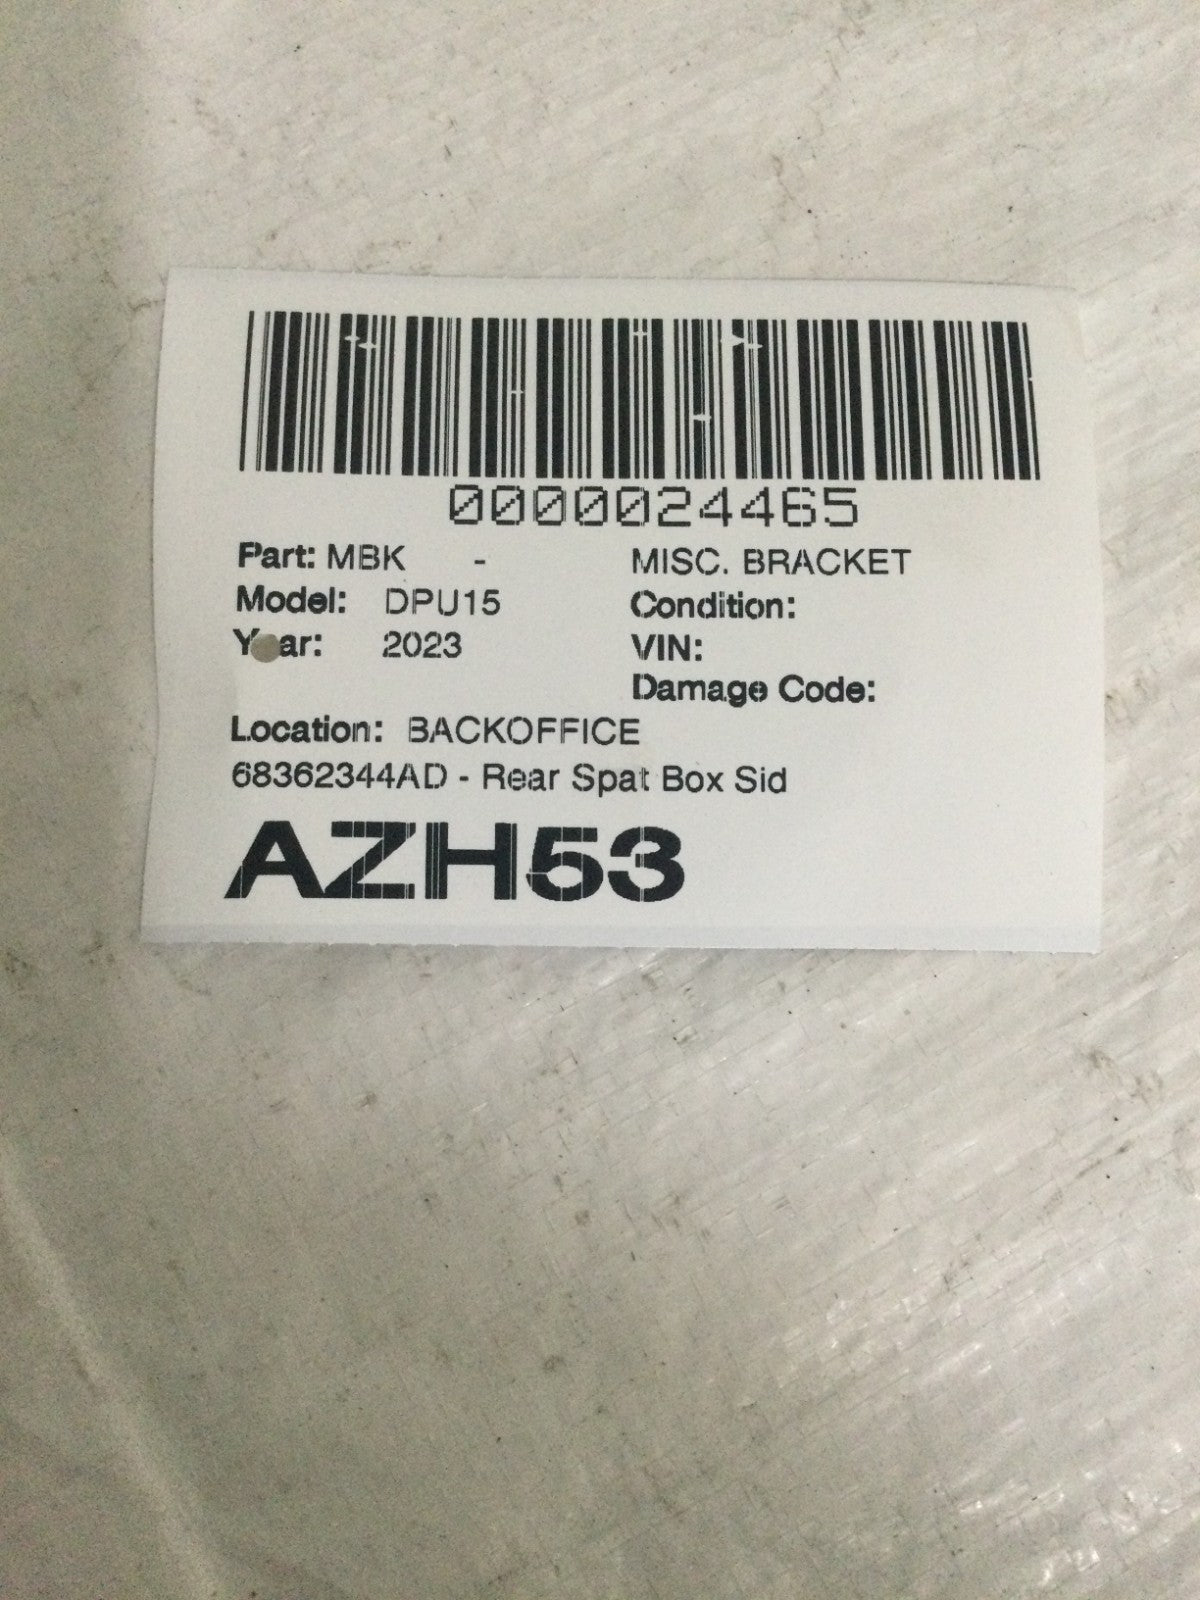 0000024465
Part: MBK - MISC. BRACKET
Model: DPU15 Condition:
Year: 2023 VIN:
Damage Code:
Location: BACKOFFICE
68362344AD - Rear Spat Box Sid
AZH53